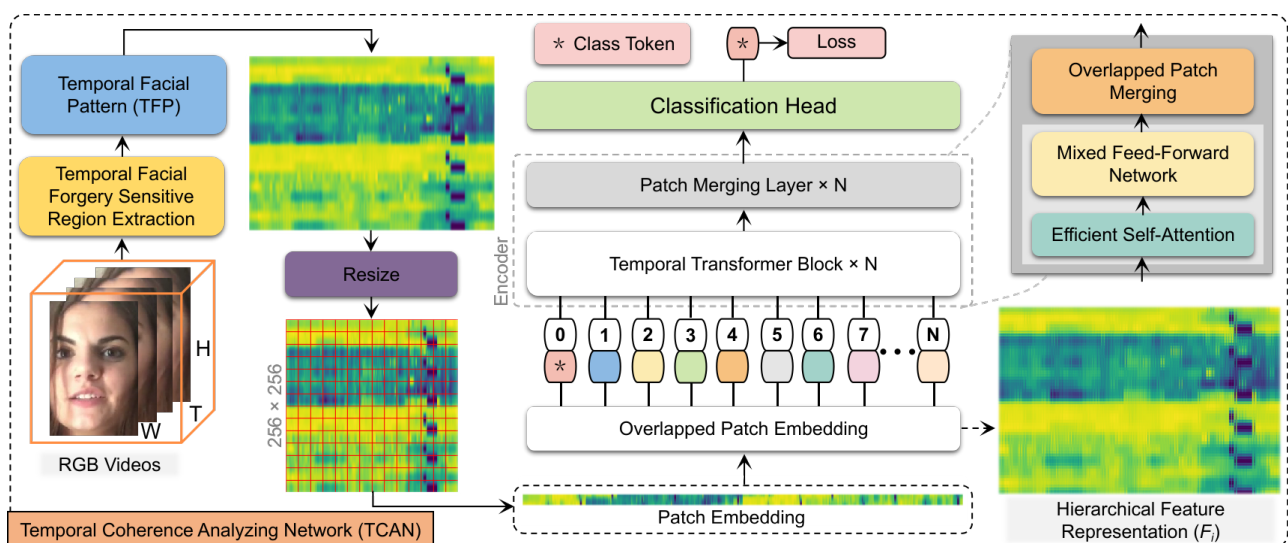 Temporal Facial
Pattern (TFP)
Temporal Facial
Forgery Sensitive
Region Extraction
H
T
W
RGB Videos
Temporal Coherence Analyzing Network (TCAN)
Resize
256 × 256
* Class Token
*
Loss
Classification Head
Encoder
Patch Merging Layer × N
Temporal Transformer Block × N
0 1 2 3 4 5 6 7 ••• N
*
Overlapped Patch Embedding
Patch Embedding
Overlapped Patch
Merging
Mixed Feed-Forward
Network
Efficient Self-Attention
Hierarchical Feature
Representation (Fi)